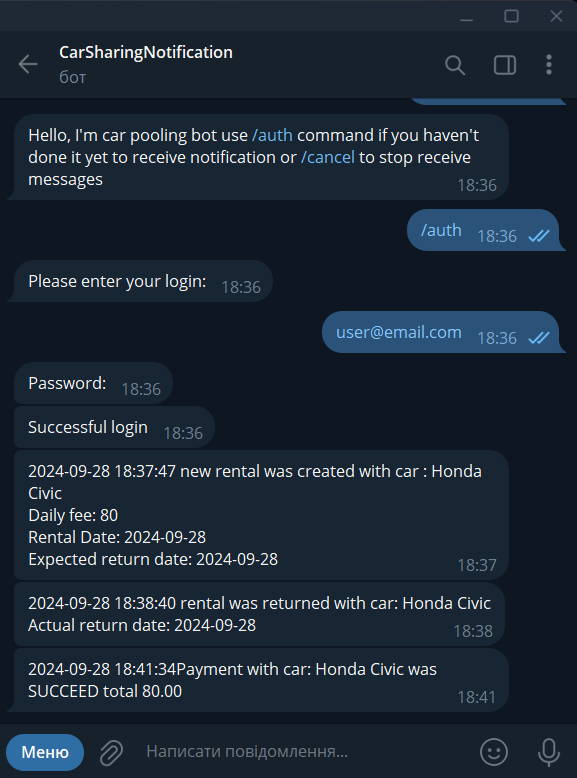 CarSharingNotification
бот
Hello, I'm car pooling bot use /auth command if you haven't
done it yet to receive notification or /cancel to stop receive
messages
18:36
/auth 18:36
Please enter your login: 18:36
user@email.com 18:36
Password: 18:36
Successful login 18:36
2024-09-28 18:37:47 new rental was created with car : Honda
Civic
Daily fee: 80
Rental Date: 2024-09-28
Expected return date: 2024-09-28
18:37
2024-09-28 18:38:40 rental was returned with car: Honda Civic
Actual return date: 2024-09-28
18:38
2024-09-28 18:41:34Payment with car: Honda Civic was
SUCCEED total 80.00
18:41
Меню Написати повідомлення...